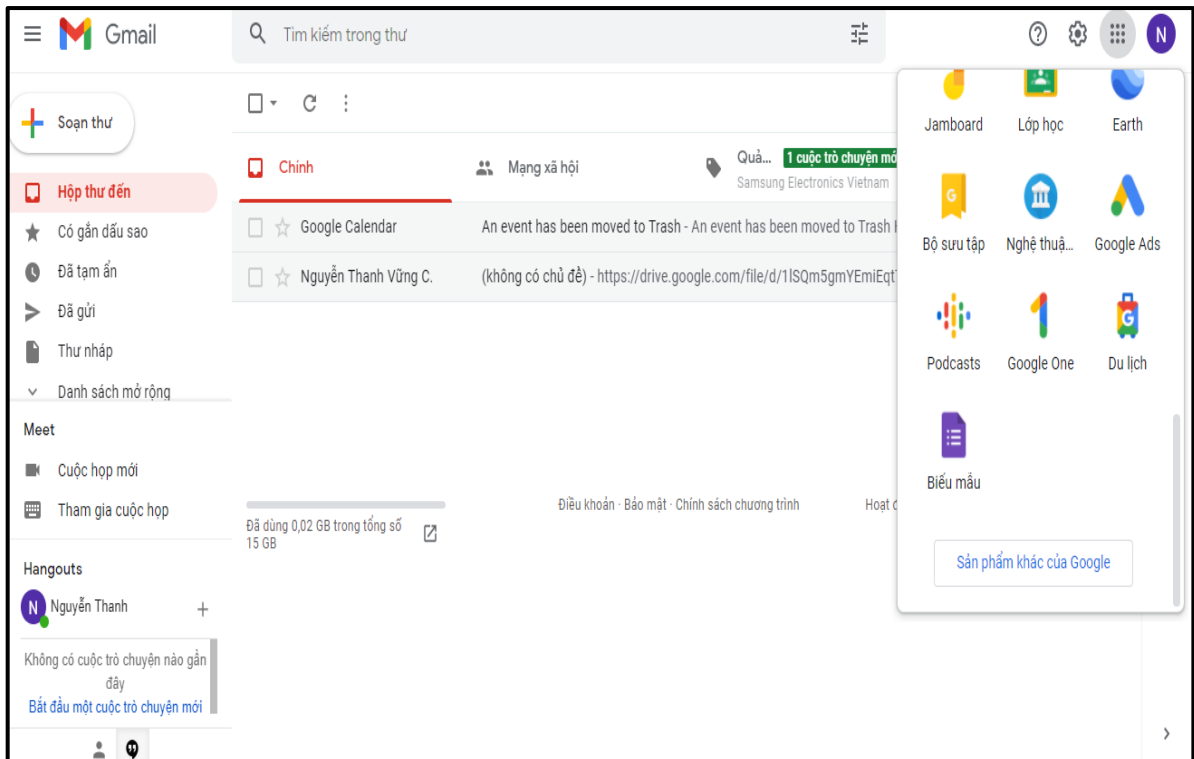 Gmail
Tìm kiếm trong thư
N
Soạn thư
Hộp thư đến
Có gắn dấu sao
Đã tạm ẩn
Đã gửi
Thư nháp
Danh sách mở rộng
Meet
Cuộc họp mới
Tham gia cuộc họp
Hangouts
N Nguyễn Thanh
Không có cuộc trò chuyện nào gần
đây
Bắt đầu một cuộc trò chuyện mới
Chính
Mạng xã hội
Quả... 1 cuộc trò chuyện mớ
Samsung Electronics Vietnam
Google Calendar An event has been moved to Trash - An event has been moved to Trash
Nguyễn Thanh Vững C. (không có chủ đề) - https://drive.google.com/file/d/1lSQm5gmYEmiEqt
Đã dùng 0,02 GB trong tổng số
15 GB
Điều khoản · Bảo mật · Chính sách chương trình
Hoạt
Jamboard Lớp học Earth
Bộ sưu tập Nghệ thuậ... Google Ads
Podcasts Google One Du lịch
Biểu mẫu
Sản phẩm khác của Google